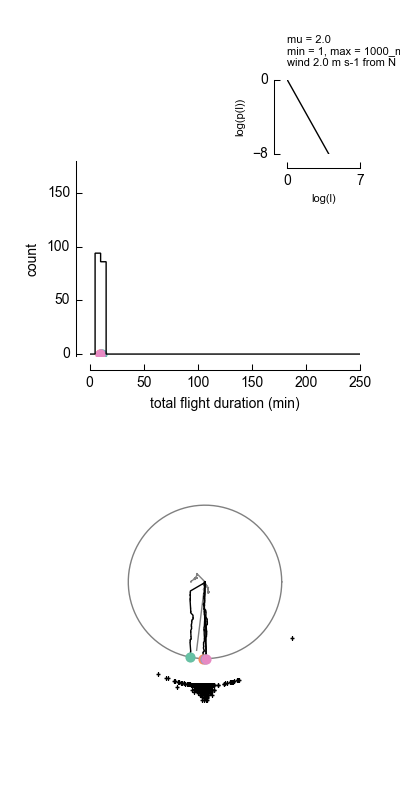 mu = 2.0
min = 1, max = 1000_m
wind 2.0 m s-1 from N
0
log(p(l))
−8
0 7
log(l)
150
100
count
50
0
0 50 100 150 200 250
total flight duration (min)